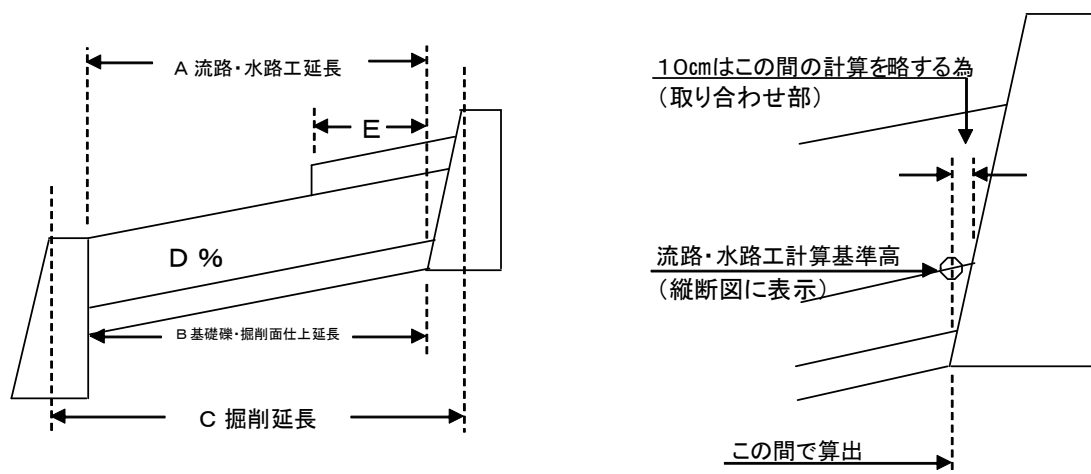 A 流路・水路工延長
E
D %
B 基礎礫・掘削面仕上延長
C 掘削延長
10cmはこの間の計算を略する為
(取り合わせ部)
流路・水路工計算基準高
(縦断図に表示)
この間で算出